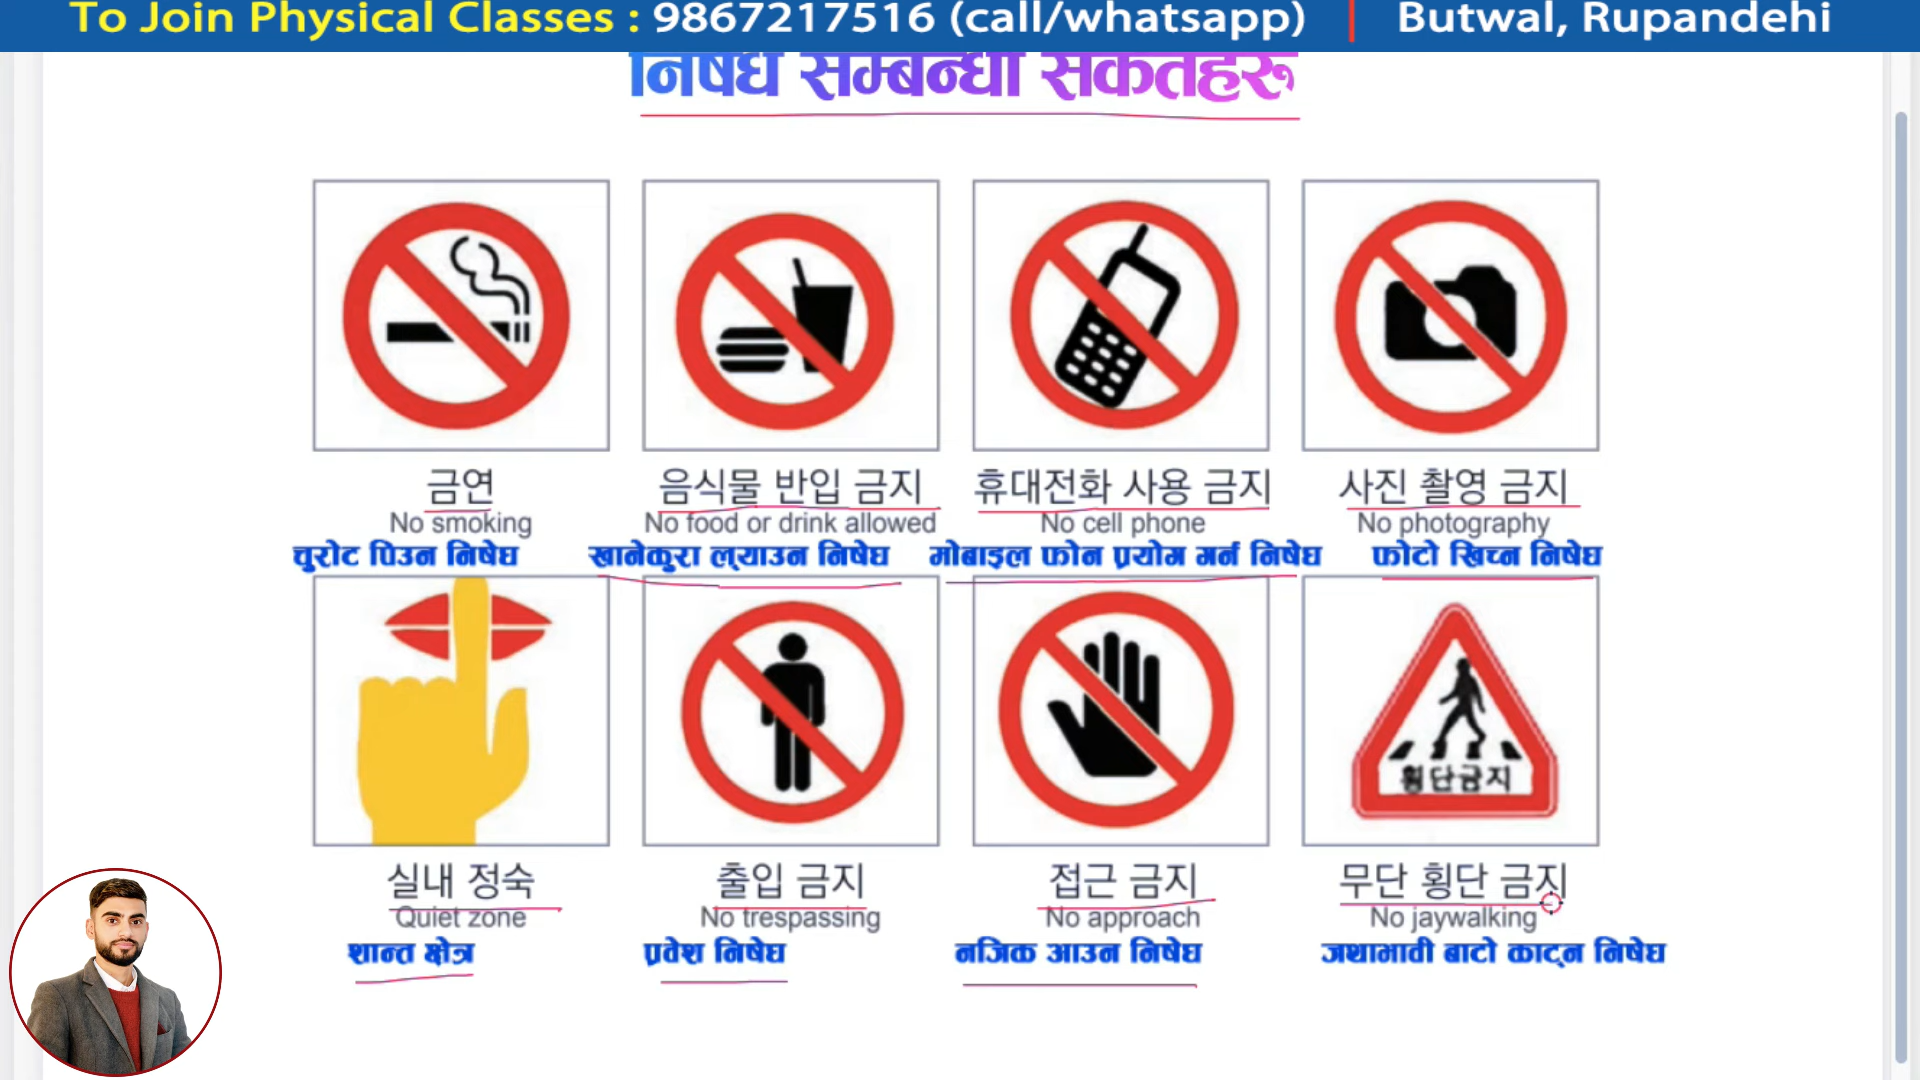 To Join Physical Classes : 9867217516 (call/whatsapp) | Butwal, Rupandehi
निषेध सम्बन्धी संकेतहरु
금연 음식물 반입 금지 휴대전화 사용 금지 사진 촬영 금지
No smoking No food or drink allowed No cell phone No photography
चुरोट पिउन निषेध खानेकुरा ल्याउन निषेध मोबाइल फोन प्रयोग गर्न निषेध फोटो खिच्न निषेध
횡단금지
실내 정숙 출입 금지 접근 금지 무단 횡단 금지
Quiet zone No trespassing No approach No jaywalking
शान्त क्षेत्र प्रवेश निषेध नजिक आउन निषेध जथाभावी बाटो काट्न निषेध